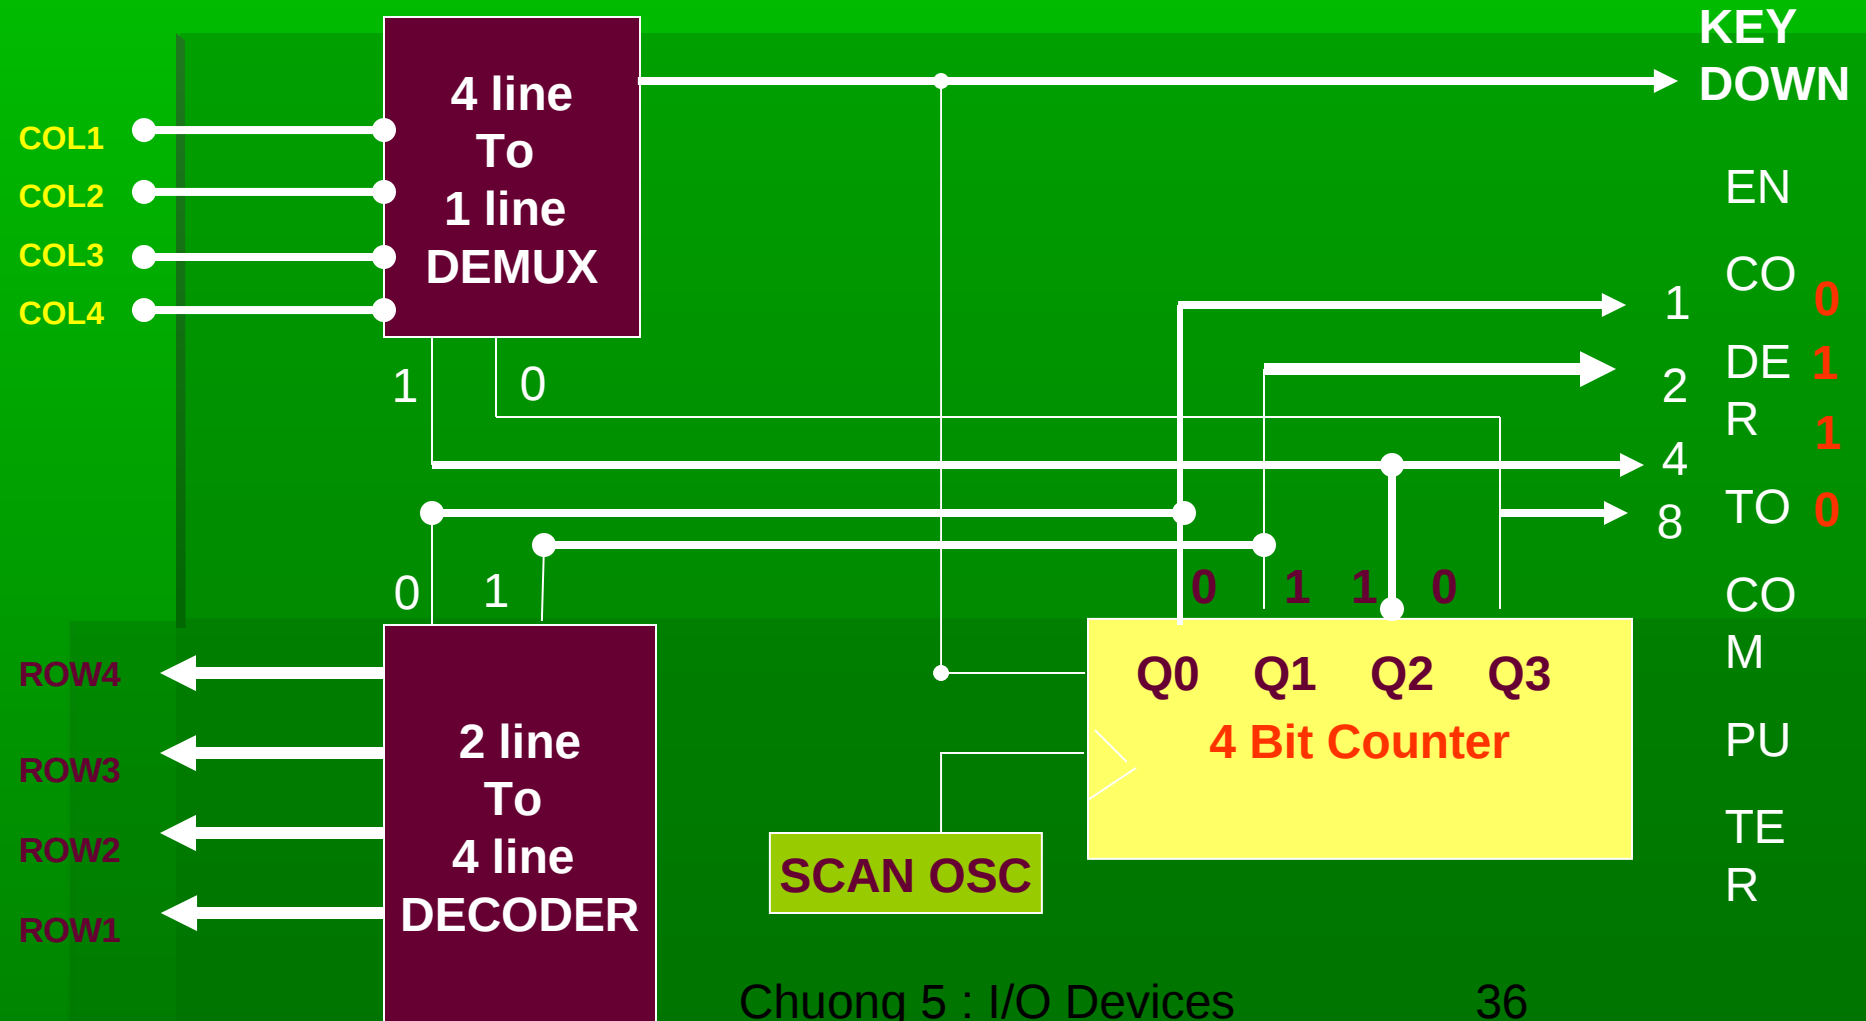 KEY
DOWN
4 line
To
1 line
DEMUX
COL1
COL2
COL3
COL4
1
0
EN
CO
DE
R
TO
CO
M
PU
TE
R
1
2
4
8
0
1
1
0
0
1
0
1
1
0
ROW4
ROW3
ROW2
ROW1
2 line
To
4 line
DECODER
Q0 Q1 Q2 Q3
4 Bit Counter
SCAN OSC
Chuong 5 : I/O Devices
36